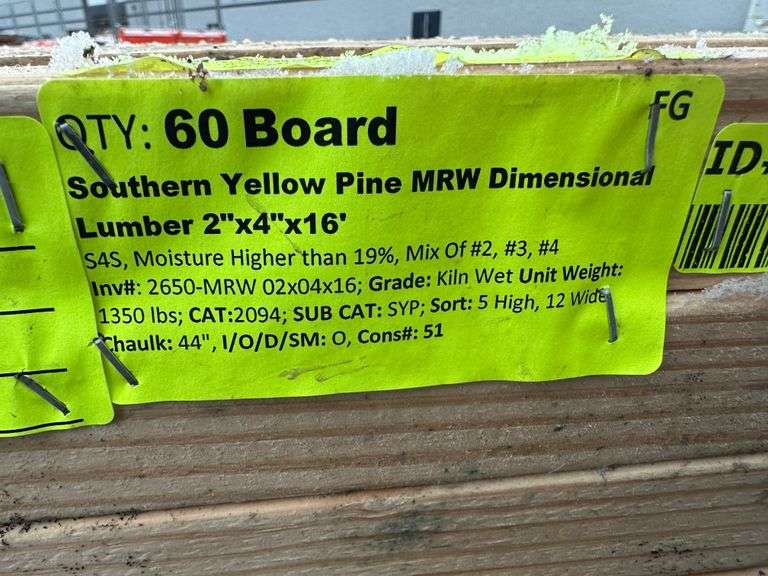 QTY: 60 Board
FG
Southern Yellow Pine MRW Dimensional
Lumber 2"x4"x16'
S4S, Moisture Higher than 19%, Mix Of #2, #3, #4
Inv#: 2650-MRW 02x04x16; Grade: Kiln Wet Unit Weight:
1350 lbs; CAT:2094; SUB CAT: SYP; Sort: 5 High, 12 Wide
Chaulk: 44", I/O/D/SM: O, Cons#: 51
ID#